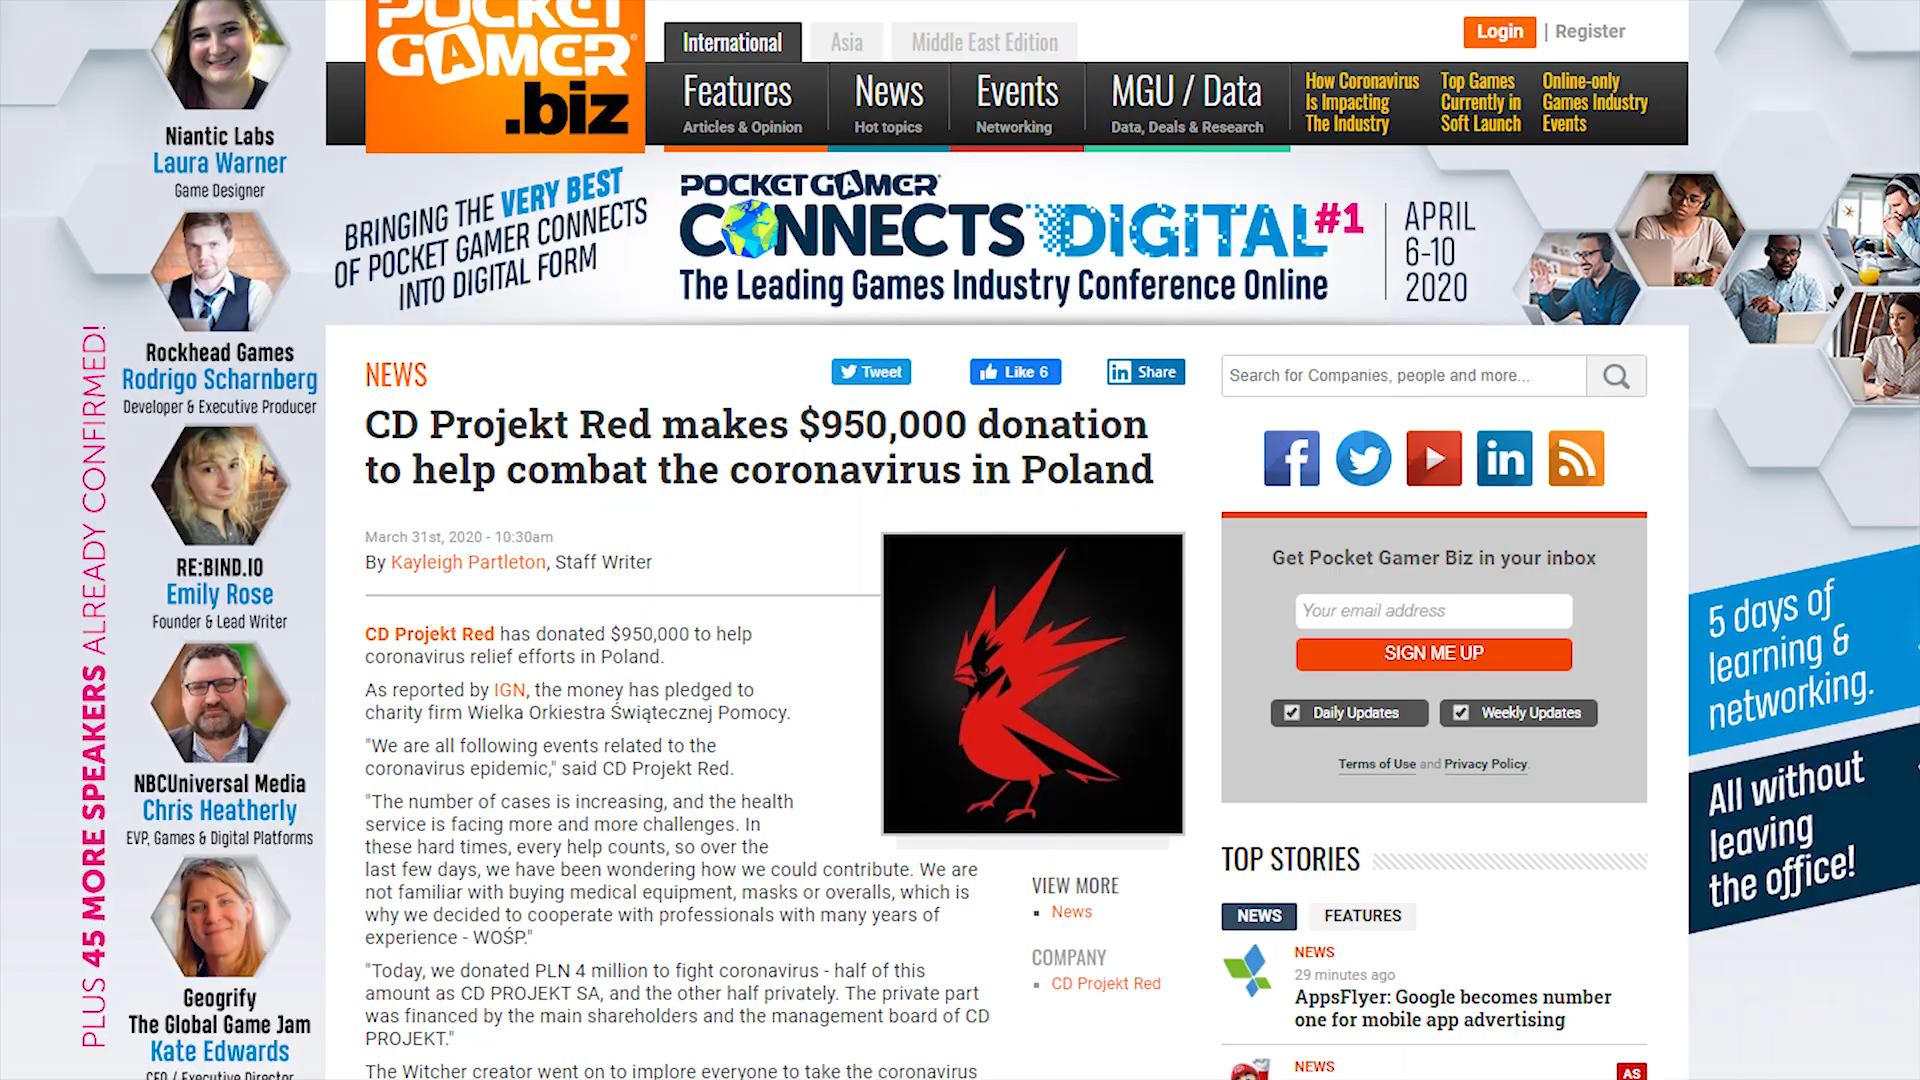 POCKET
GAMER
.biz
International
Asia
Middle East Edition
Login | Register
Features
Articles & Opinion
News
Hot topics
Events
Networking
MGU / Data
Data, Deals & Research
How Coronavirus
Is Impacting
The Industry
Top Games
Currently in
Soft Launch
Online-only
Games Industry
Events
BRINGING THE VERY BEST
OF POCKET GAMER CONNECTS
INTO DIGITAL FORM
POCKET GAMER
CONNECTS DIGITAL #1
The Leading Games Industry Conference Online
APRIL
6-10
2020
PLUS 45 MORE SPEAKERS ALREADY CONFIRMED!
Niantic Labs
Laura Warner
Game Designer
Rockhead Games
Rodrigo Scharnberg
Developer & Executive Producer
RE:BIND.IO
Emily Rose
Founder & Lead Writer
NBCUniversal Media
Chris Heatherly
EVP, Games & Digital Platforms
Geogrify
The Global Game Jam
Kate Edwards
CEO / Executive Director
NEWS
Tweet
Like 6
in Share
CD Projekt Red makes $950,000 donation
to help combat the coronavirus in Poland
March 31st, 2020 - 10:30am
By Kayleigh Partleton, Staff Writer
CD Projekt Red has donated $950,000 to help
coronavirus relief efforts in Poland.
As reported by IGN, the money has pledged to
charity firm Wielka Orkiestra Świątecznej Pomocy.
"We are all following events related to the
coronavirus epidemic," said CD Projekt Red.
"The number of cases is increasing, and the health
service is facing more and more challenges. In
these hard times, every help counts, so over the
last few days, we have been wondering how we could contribute. We are
not familiar with buying medical equipment, masks or overalls, which is
why we decided to cooperate with professionals with many years of
experience - WOŚP."
"Today, we donated PLN 4 million to fight coronavirus - half of this
amount as CD PROJEKT SA, and the other half privately. The private part
was financed by the main shareholders and the management board of CD
PROJEKT."
The Witcher creator went on to implore everyone to take the coronavirus
VIEW MORE
News
COMPANY
CD Projekt Red
Search for Companies, people and more...
Get Pocket Gamer Biz in your inbox
Your email address
SIGN ME UP
Daily Updates
Weekly Updates
Terms of Use and Privacy Policy.
TOP STORIES
NEWS
FEATURES
NEWS
29 minutes ago
AppsFlyer: Google becomes number
one for mobile app advertising
NEWS
AS
5 days of
learning &
networking.
All without
leaving
the office!